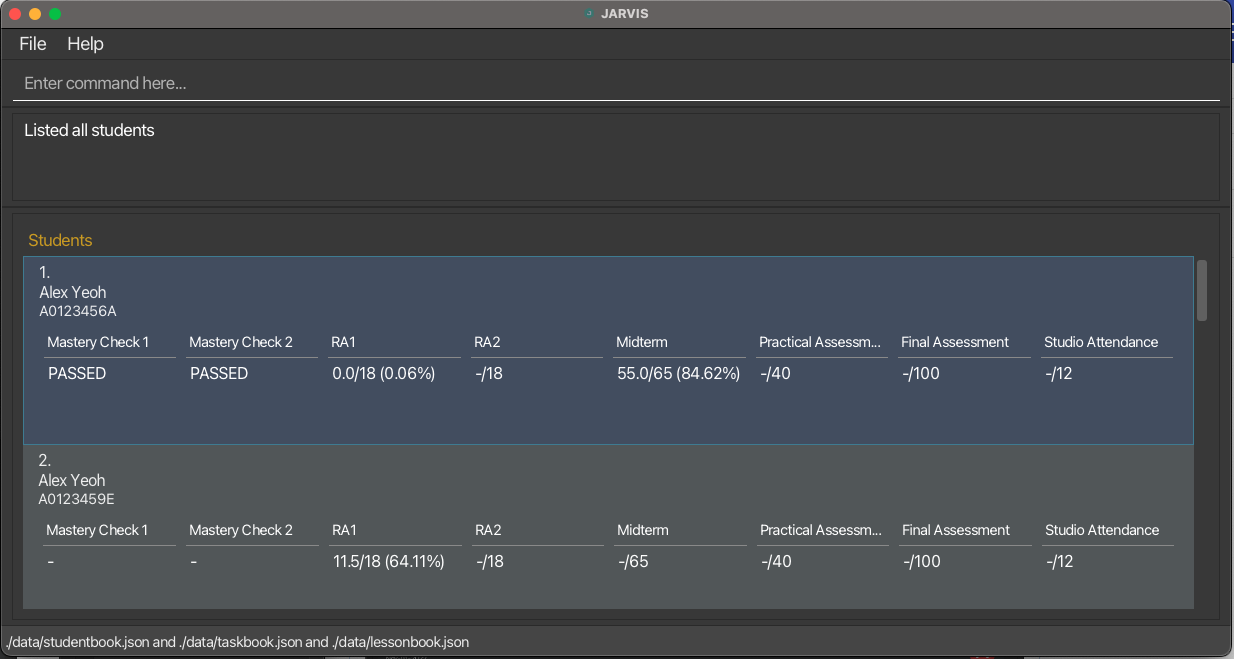 JARVIS
File Help
Enter command here...
Listed all students
Students
1.
Alex Yeoh
A0123456A
Mastery Check 1 Mastery Check 2 RA1 RA2 Midterm Practical Assessm... Final Assessment Studio Attendance
PASSED PASSED 0.0/18 (0.06%) -/18 55.0/65 (84.62%) -/40 -/100 -/12
2.
Alex Yeoh
A0123459E
Mastery Check 1 Mastery Check 2 RA1 RA2 Midterm Practical Assessm... Final Assessment Studio Attendance
- - 11.5/18 (64.11%) -/18 -/65 -/40 -/100 -/12
./data/studentbook.json and ./data/taskbook.json and ./data/lessonbook.json